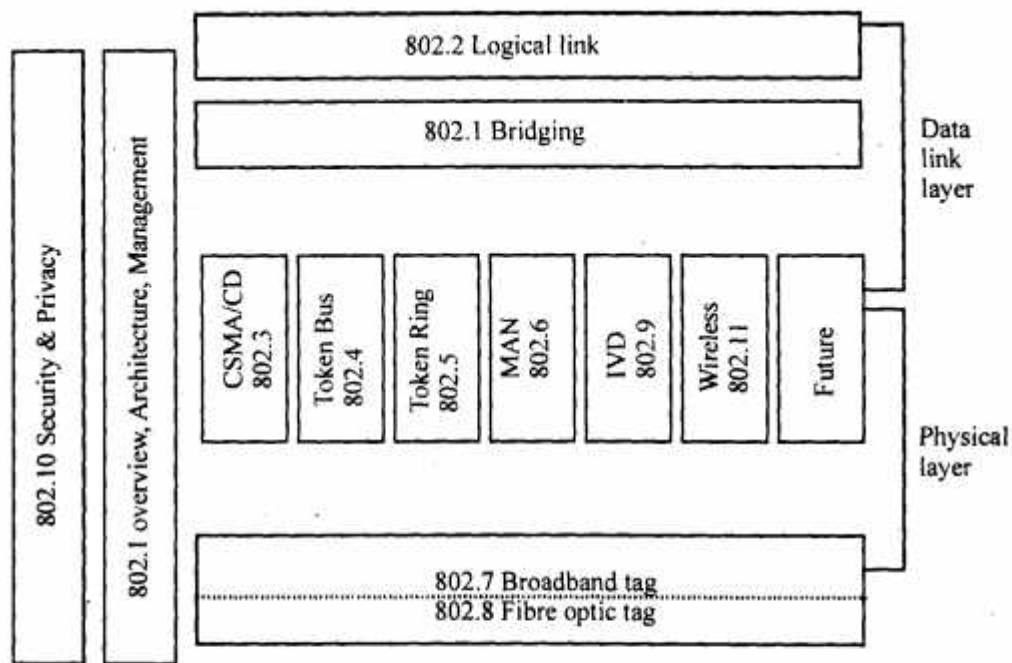 802.10 Security & Privacy
802.1 overview, Architecture, Management
802.2 Logical link
802.1 Bridging
CSMA/CD
802.3
Token Bus
802.4
Token Ring
802.5
MAN
802.6
IVD
802.9
Wireless
802.11
Future
802.7 Broadband tag
802.8 Fibre optic tag
Data
link
layer
Physical
layer